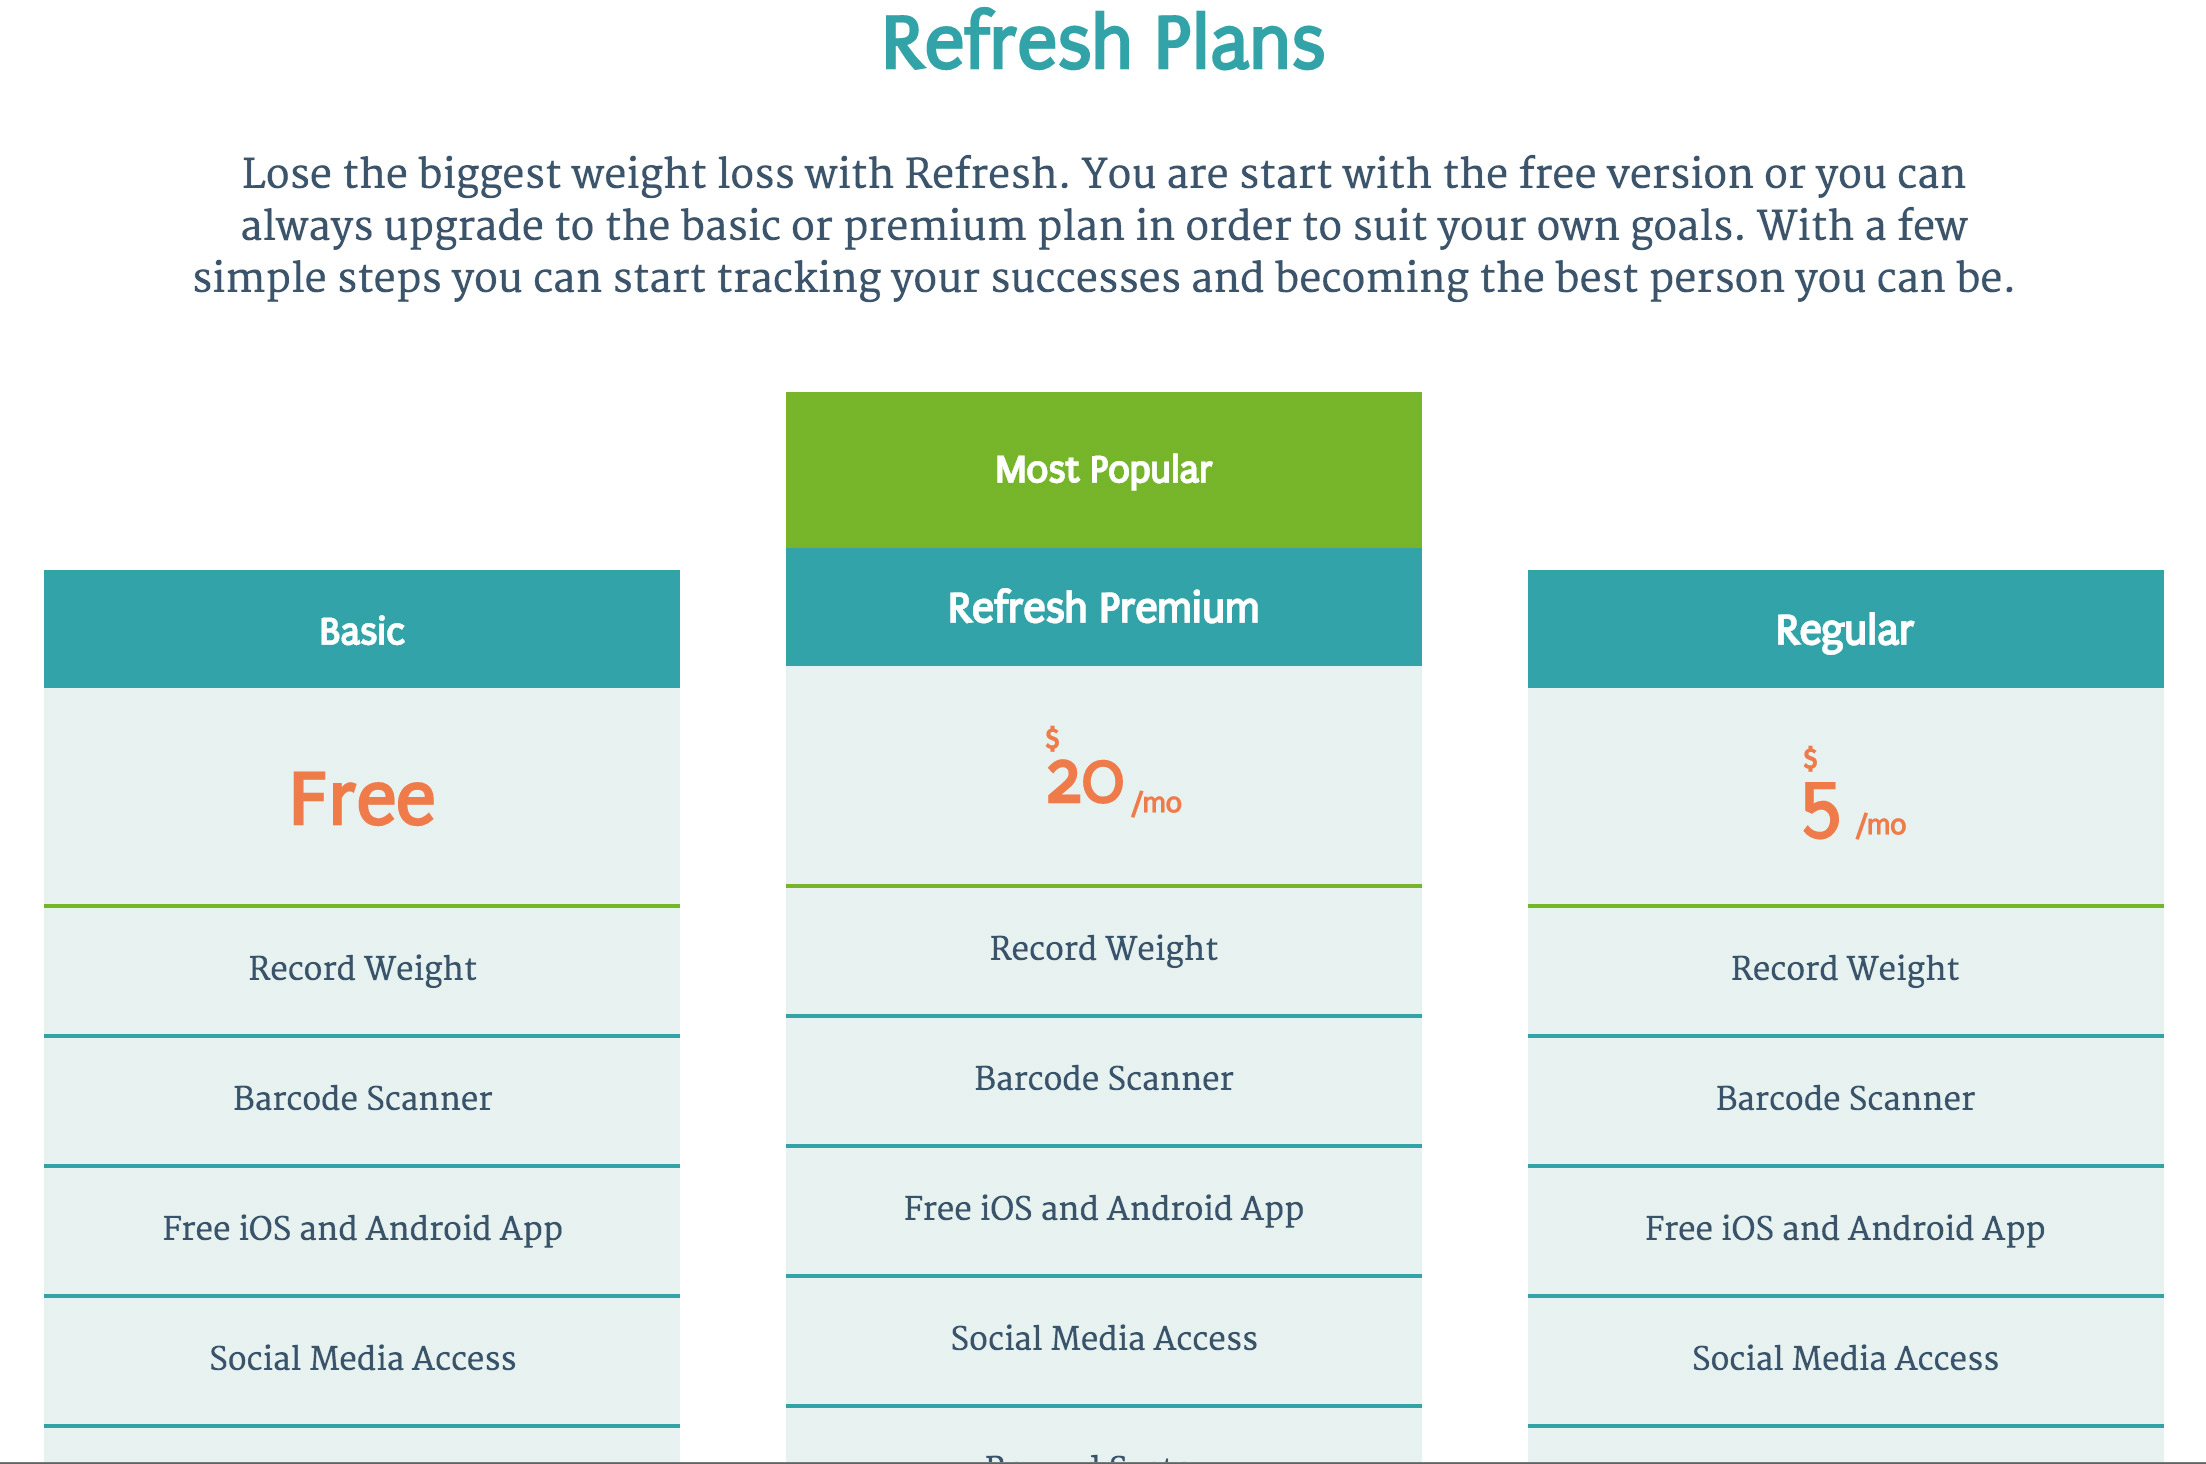 Refresh Plans
Lose the biggest weight loss with Refresh. You are start with the free version or you can
always upgrade to the basic or premium plan in order to suit your own goals. With a few
simple steps you can start tracking your successes and becoming the best person you can be.
Basic
Free
Record Weight
Barcode Scanner
Free iOS and Android App
Social Media Access
Most Popular
Refresh Premium
$
20 /mo
Record Weight
Barcode Scanner
Free iOS and Android App
Social Media Access
Regular
$
5 /mo
Record Weight
Barcode Scanner
Free iOS and Android App
Social Media Access